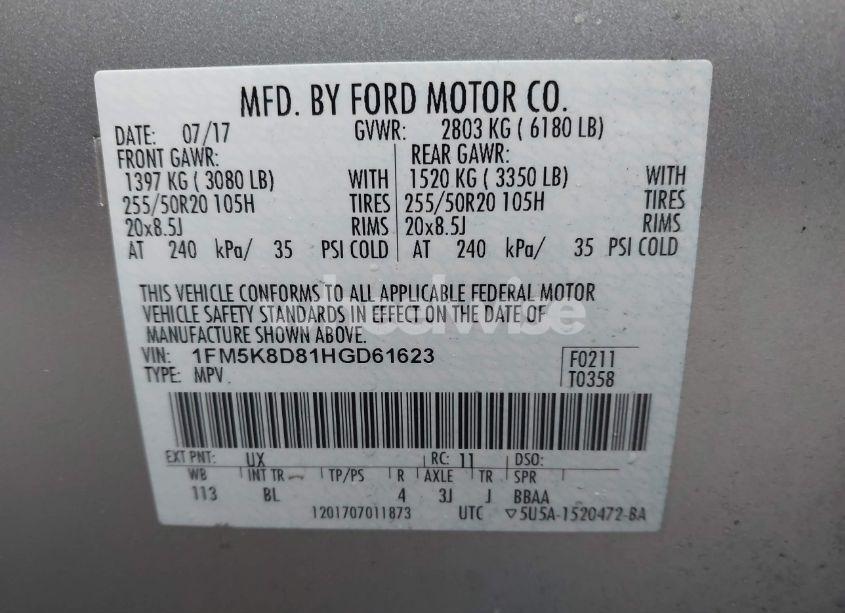 MFD. BY FORD MOTOR CO.
DATE: 07/17 GVWR: 2803 KG ( 6180 LB)
FRONT GAWR: REAR GAWR:
1397 KG ( 3080 LB) WITH 1520 KG ( 3350 LB) WITH
255/50R20 105H TIRES 255/50R20 105H TIRES
20x8.5J RIMS 20x8.5J RIMS
AT 240 kPa/ 35 PSI COLD AT 240 kPa/ 35 PSI COLD
THIS VEHICLE CONFORMS TO ALL APPLICABLE FEDERAL MOTOR
VEHICLE SAFETY STANDARDS IN EFFECT ON THE DATE OF
MANUFACTURE SHOWN ABOVE.
VIN: 1FM5K8D81HGD61623 F0211
TYPE: MPV T0358
EXT PNT: UX RC: 11 DSO:
WB INT TR TP/PS R AXLE TR SPR
113 BL 4 3J J BBAA
1201707011873 UTC ▽5U5A-1520472-BA